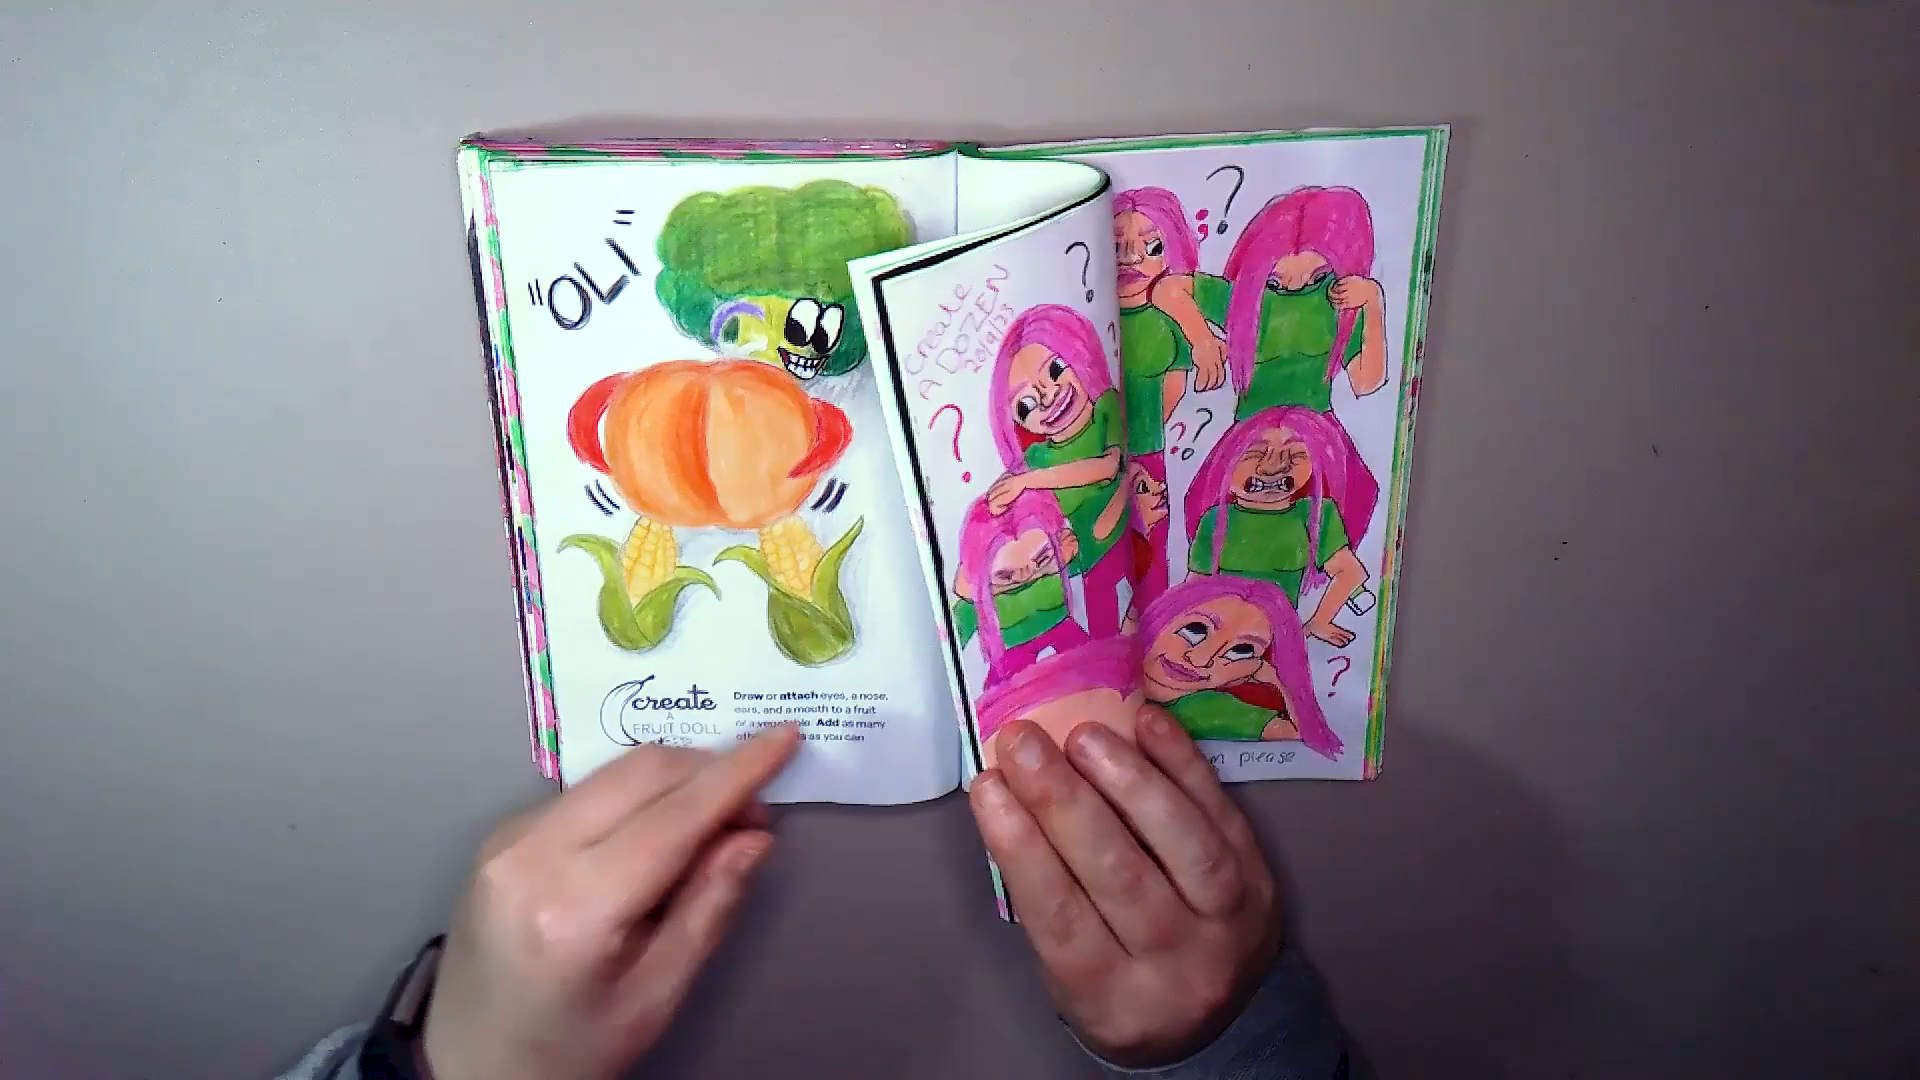 "OLI"
create
A
FRUIT DOLL
Draw or attach eyes, a nose,
ears, and a mouth to a fruit
or a vegetable. Add as many
as you can
Create
A DOZEN
?
?
?
??
?
please